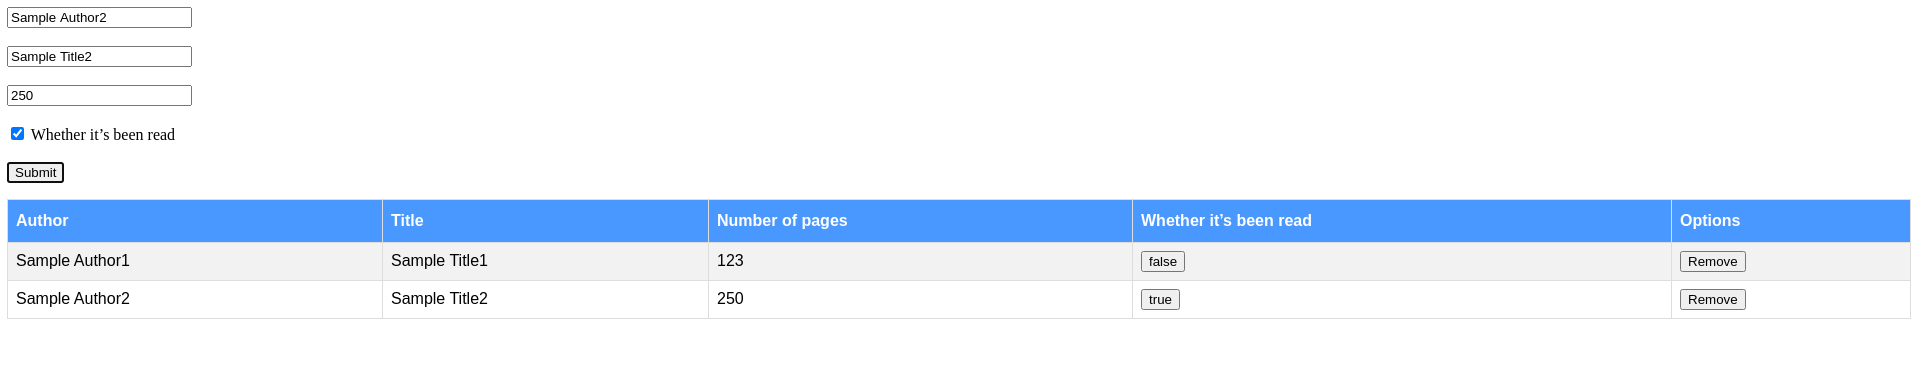 Sample Author2
Sample Title2
250
Whether it’s been read
Submit
Author Title Number of pages Whether it’s been read Options
Sample Author1 Sample Title1 123 false Remove
Sample Author2 Sample Title2 250 true Remove